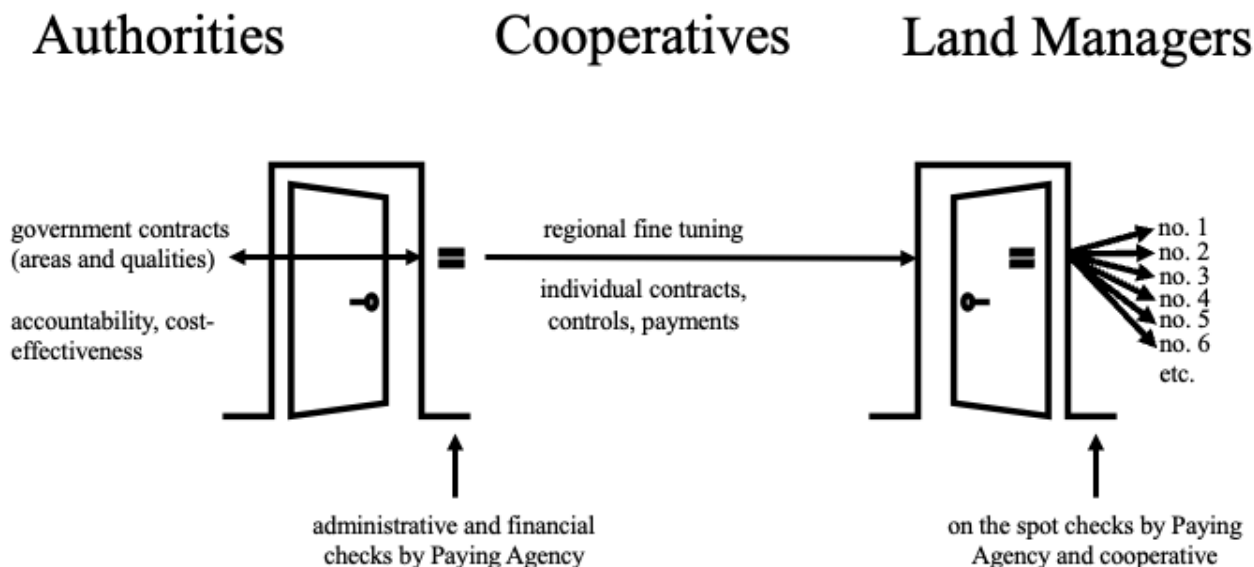 Authorities
Cooperatives
Land Managers
government contracts
(areas and qualities)
accountability, cost-
effectiveness
regional fine tuning
individual contracts,
controls, payments
no. 1
no. 2
no. 3
no. 4
no. 5
no. 6
etc.
administrative and financial
checks by Paying Agency
on the spot checks by Paying
Agency and cooperative